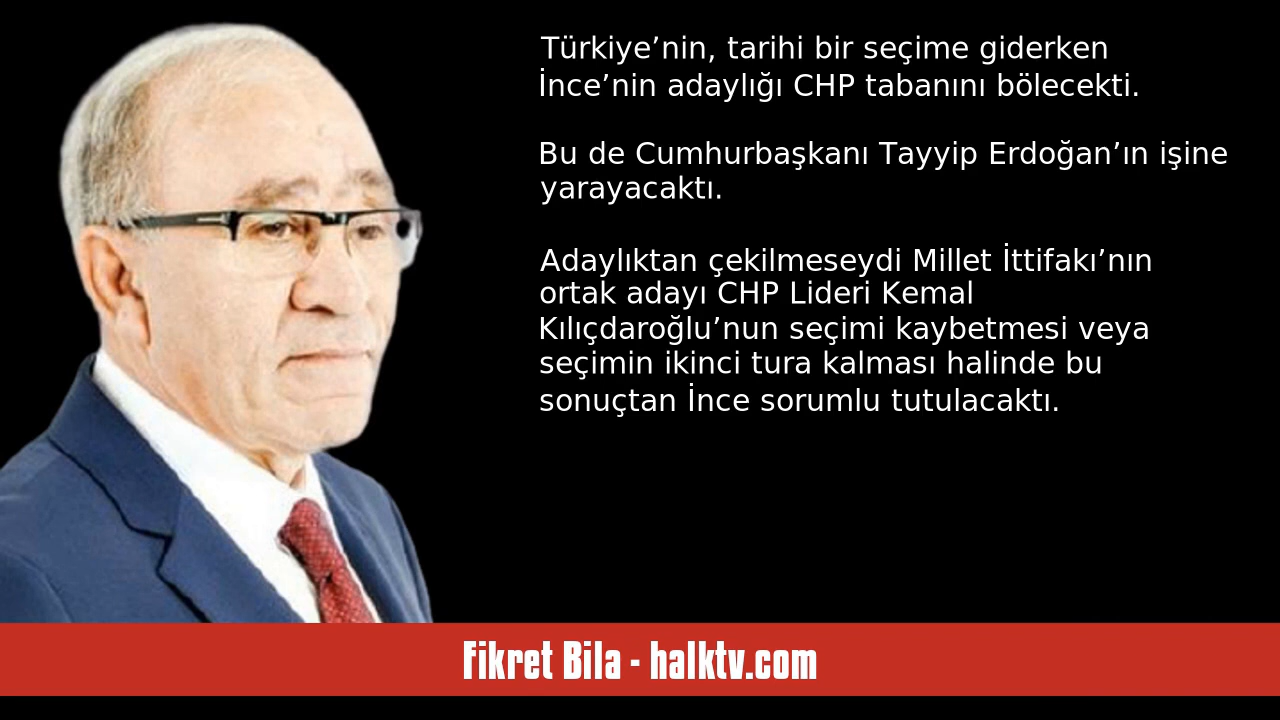 Türkiye’nin, tarihi bir seçime giderken
İnce’nin adaylığı CHP tabanını bölecekti.
Bu de Cumhurbaşkanı Tayyip Erdoğan’ın işine
yarayacaktı.
Adaylıktan çekilmeseydi Millet İttifakı’nın
ortak adayı CHP Lideri Kemal
Kılıçdaroğlu’nun seçimi kaybetmesi veya
seçimin ikinci tura kalması halinde bu
sonuçtan İnce sorumlu tutulacaktı.
Fikret Bila - halktv.com